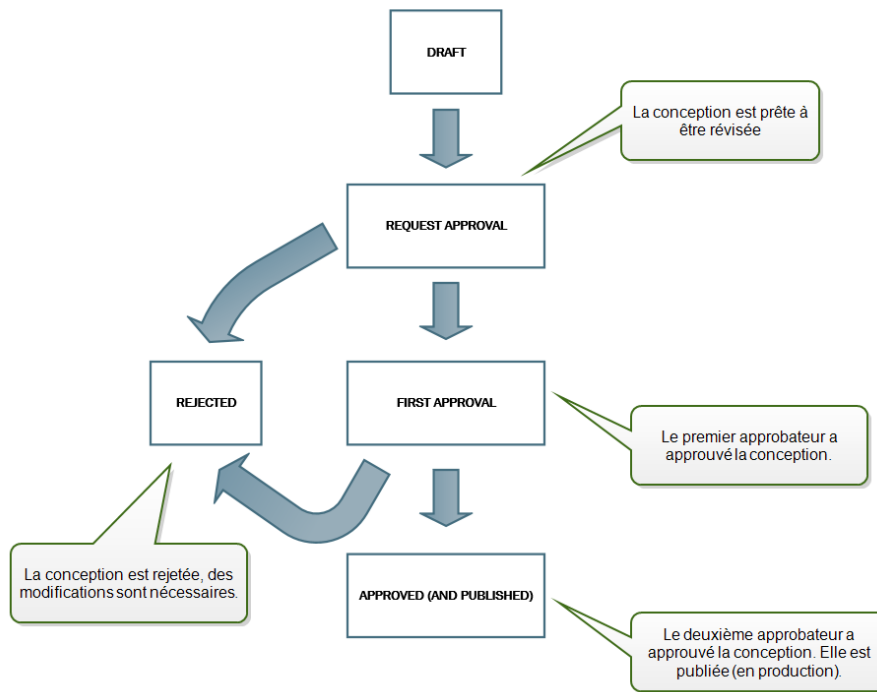 DRAFT
La conception est prête à
être révisée
REQUEST APPROVAL
REJECTED
FIRST APPROVAL
Le premier approbateur a
approuvé la conception.
La conception est rejetée, des
modifications sont nécessaires.
APPROVED (AND PUBLISHED)
Le deuxième approbateur a
approuvé la conception. Elle est
publiée (en production).